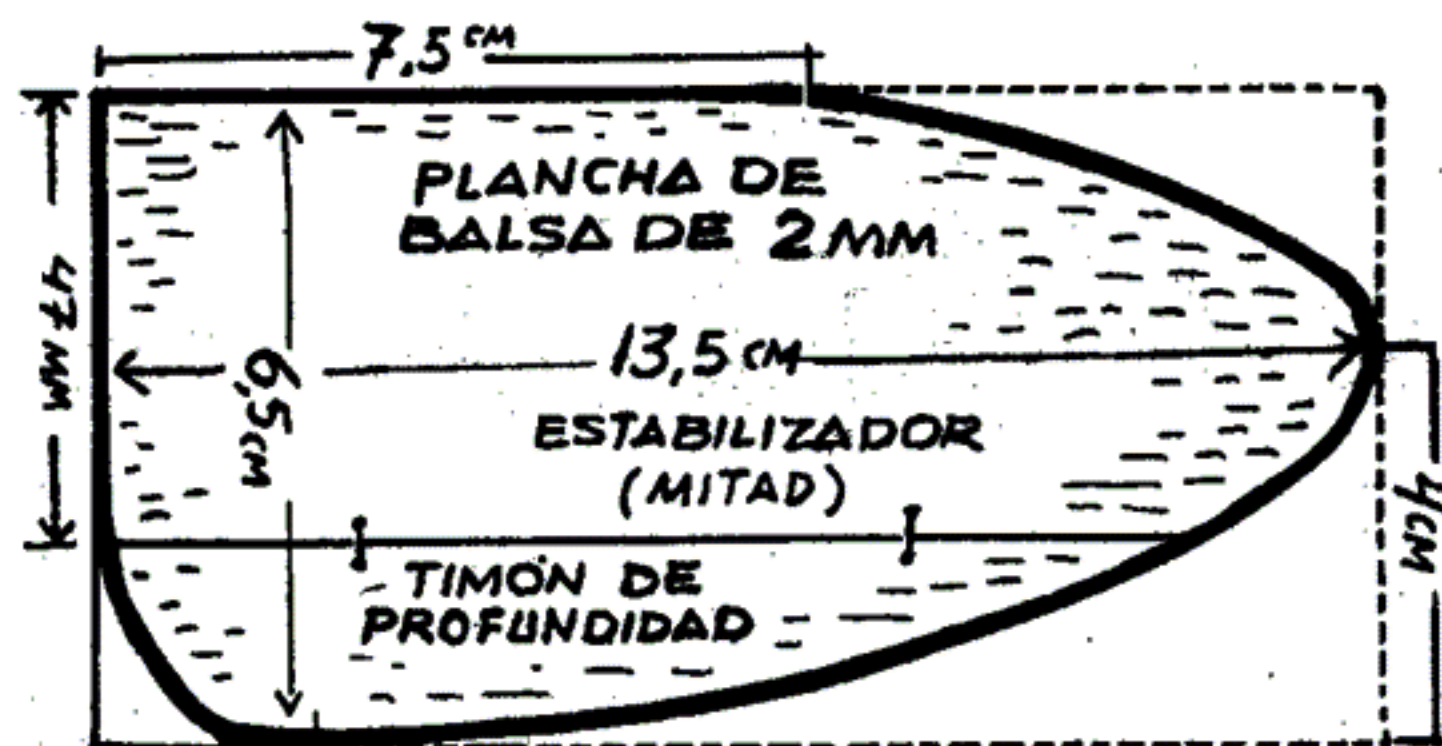 7,5 CM
PLANCHA DE
BALSA DE 2 MM
47 MM
6,5 CM
13,5 CM
ESTABILIZADOR
(MITAD)
4 CM
TIMÓN DE
PROFUNDIDAD